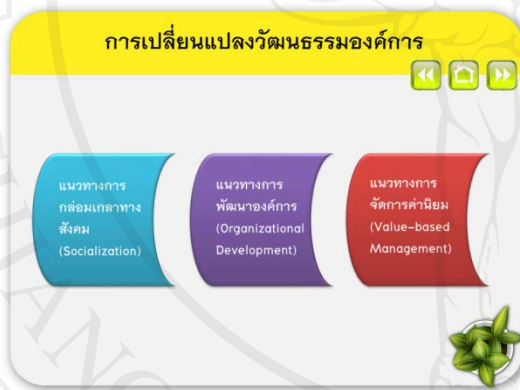 การเปลี่ยนแปลงวัฒนธรรมองค์การ
แนวทางการ
กล่อมเกลาทาง
สังคม
(Socialization)
แนวทางการ
พัฒนาองค์การ
(Organizational
Development)
แนวทางการ
จัดการค่านิยม
(Value-based
Management)